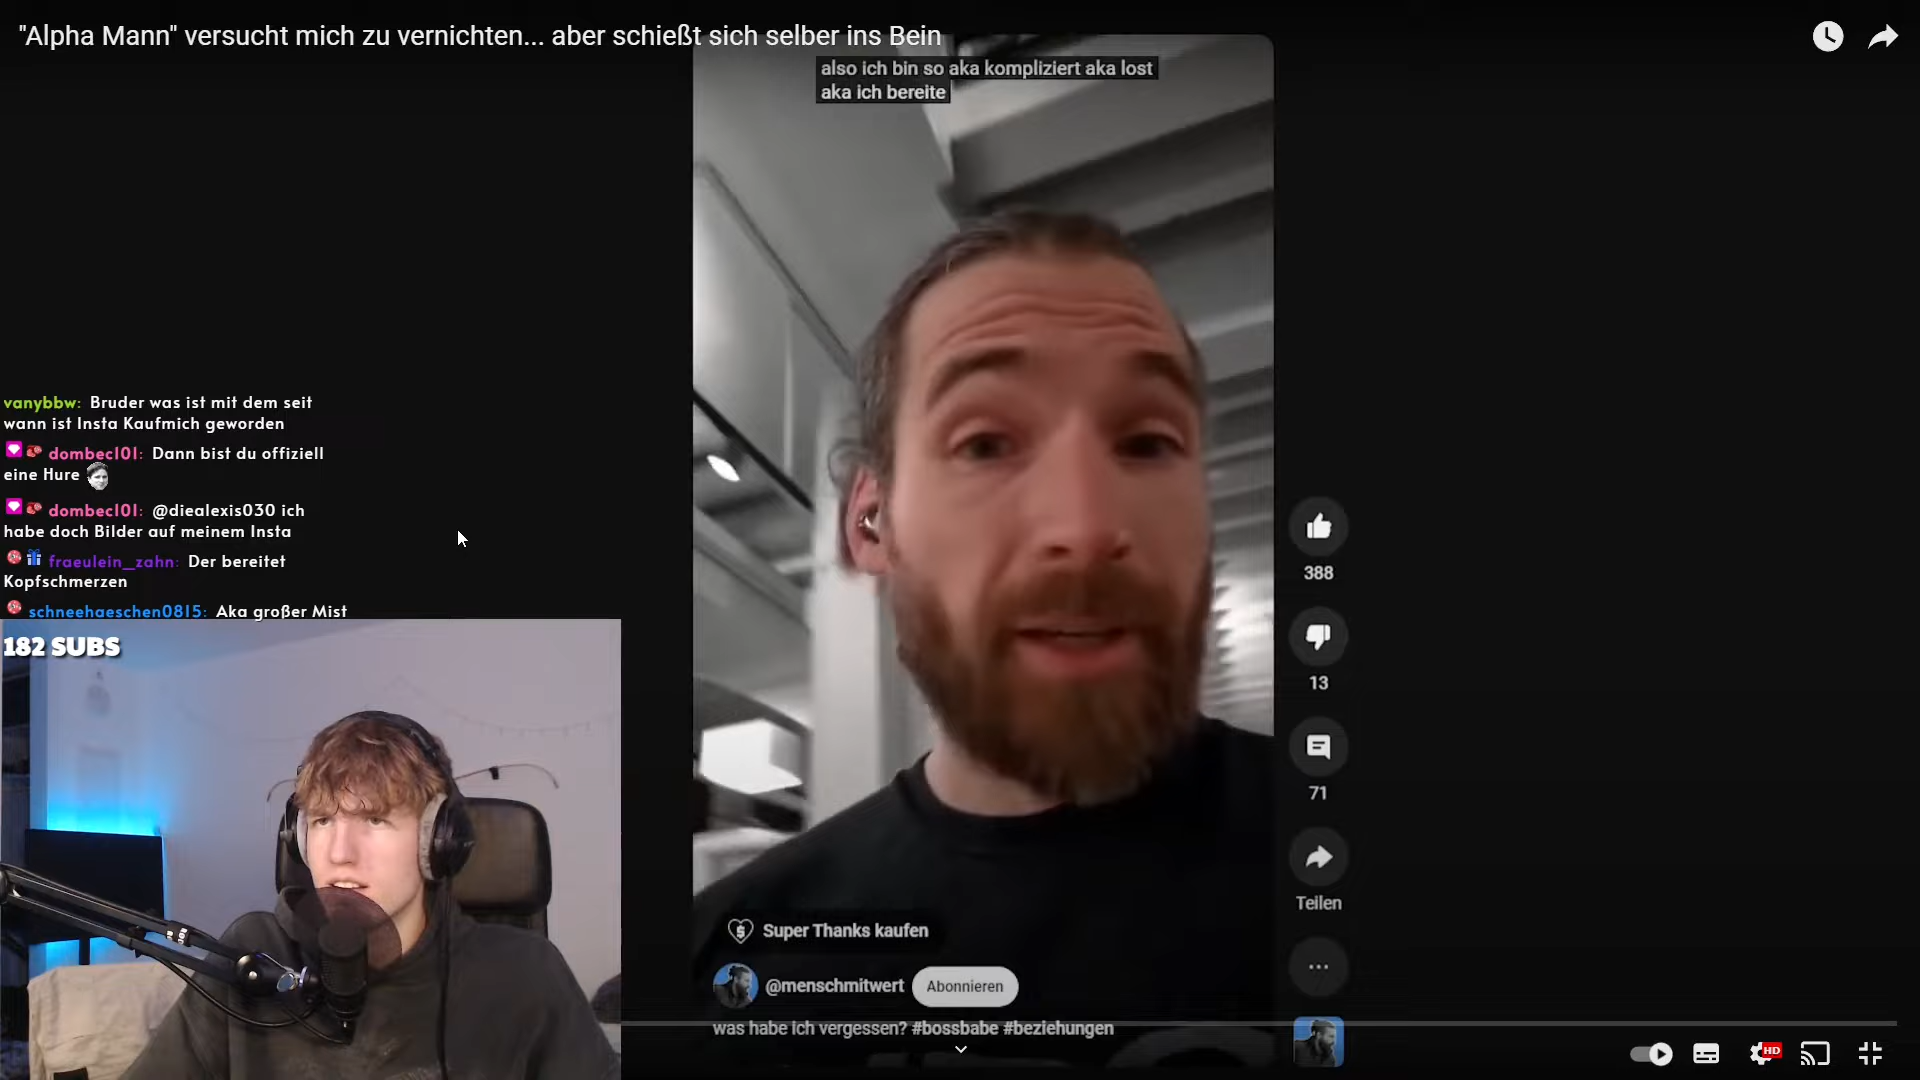 "Alpha Mann" versucht mich zu vernichten... aber schießt sich selber ins Bein
also ich bin so aka kompliziert aka lost
aka ich bereite
vanybbw: Bruder was ist mit dem seit
wann ist Insta Kaufmich geworden
dombec101: Dann bist du offiziell
eine Hure
dombec101: @diealexis030 ich
habe doch Bilder auf meinem Insta
fraeulein_zahn: Der bereitet
Kopfschmerzen
schneehaeschen0815: Aka großer Mist
182 SUBS
388
13
71
Teilen
Super Thanks kaufen
@menschmitwert Abonnieren
was habe ich vergessen? #bossbabe #beziehungen
HD